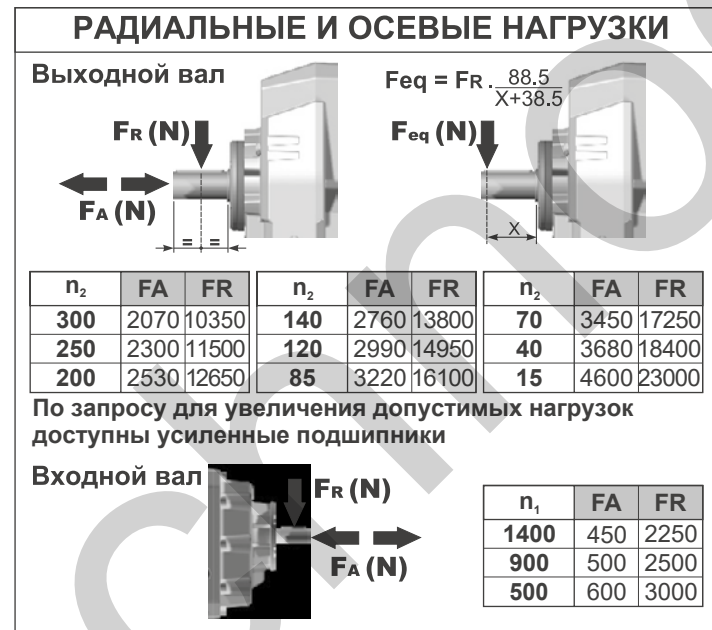 РАДИАЛЬНЫЕ И ОСЕВЫЕ НАГРУЗКИ
Выходной вал
Feq = FR . 88.5
X+38.5
FR (N)
FA (N)
= =
Feq (N)
X
n₂ FA FR n₂ FA FR n₂ FA FR
300 2070 10350 140 2760 13800 70 3450 17250
250 2300 11500 120 2990 14950 40 3680 18400
200 2530 12650 85 3220 16100 15 4600 23000
По запросу для увеличения допустимых нагрузок
доступны усиленные подшипники
Входной вал
FR (N)
FA (N)
n₁ FA FR
1400 450 2250
900 500 2500
500 600 3000